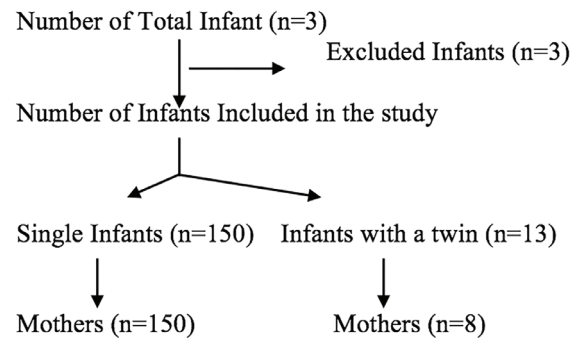 Number of Total Infant (n=3)
Excluded Infants (n=3)
Number of Infants Included in the study
Single Infants (n=150)
Infants with a twin (n=13)
Mothers (n=150)
Mothers (n=8)